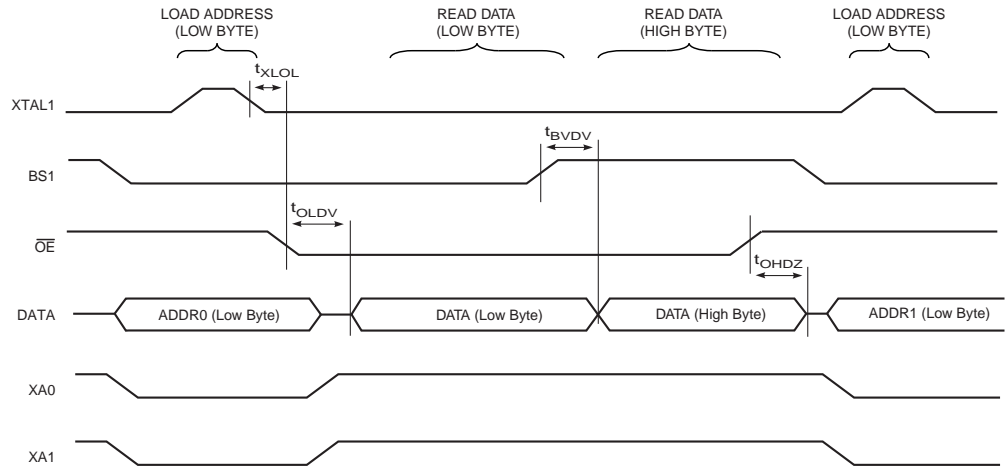 LOAD ADDRESS
(LOW BYTE)
READ DATA
(LOW BYTE)
READ DATA
(HIGH BYTE)
LOAD ADDRESS
(LOW BYTE)
tXLOL
XTAL1
tBVDV
BS1
tOLDV
OE
tOHDZ
DATA
ADDR0 (Low Byte)
DATA (Low Byte)
DATA (High Byte)
ADDR1 (Low Byte)
XA0
XA1